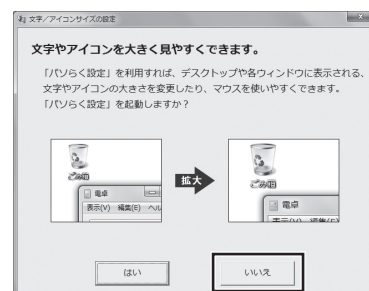 文字／アイコンサイズの設定
文字やアイコンを大きく見やすくできます。
「パソらく設定」を利用すれば、デスクトップや各ウィンドウに表示される、
文字やアイコンの大きさを変更したり、マウスを使いやすくできます。
「パソらく設定」を起動しますか？
ごみ箱
電卓
表示(V) 編集(E) ヘル
拡大
ごみ箱
電卓
表示(V) 編集(E)
はい
いいえ